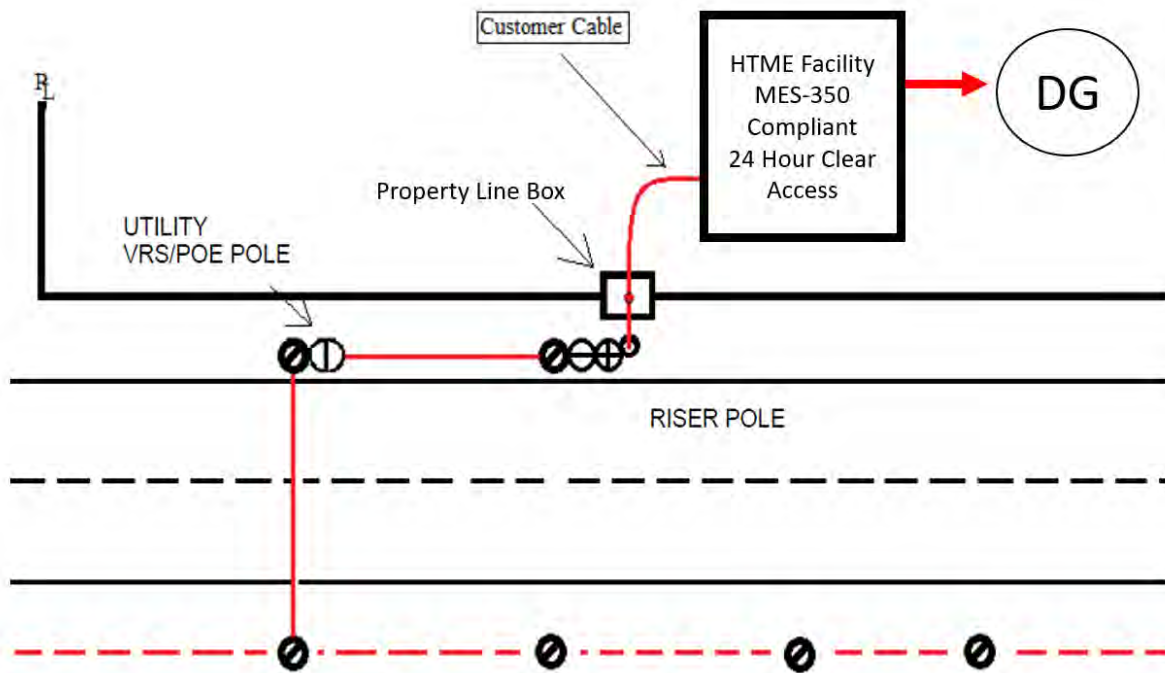 Customer Cable
HTME Facility
MES-350
Compliant
24 Hour Clear
Access
DG
PL
Property Line Box
UTILITY
VRS/POE POLE
RISER POLE